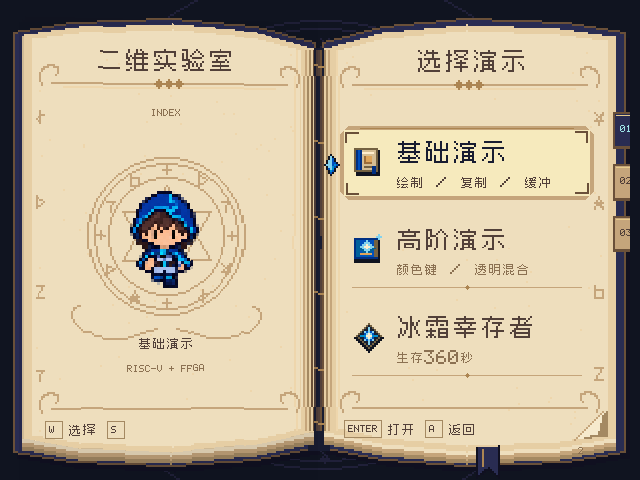 二维实验室
INDEX
基础演示
RISC-V + FFGA
W 选择 S
选择演示
基础演示
绘制 / 复制 / 缓冲
高阶演示
颜色键 / 透明混合
冰霜幸存者
生存360秒
ENTER 打开 A 返回
01
02
03